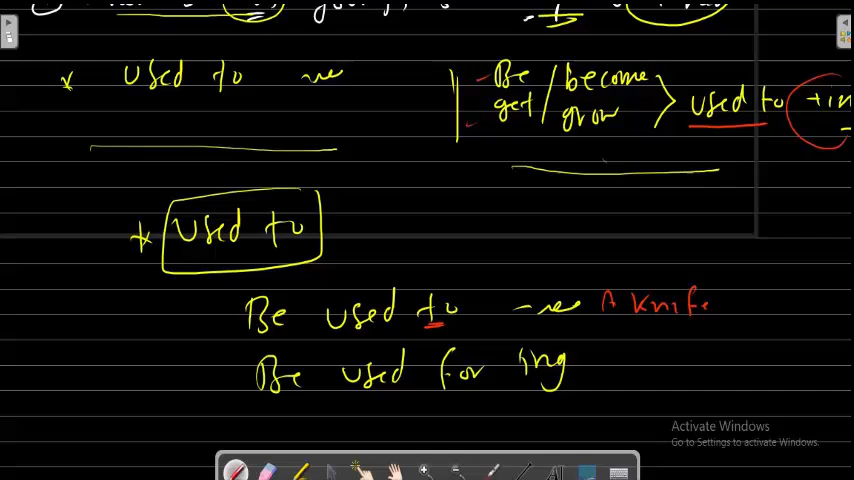 * used to
Be / become
get / grow > used to +in
* used to
Be used to A knife
Be used for ing
Activate Windows
Go to Settings to activate Windows.